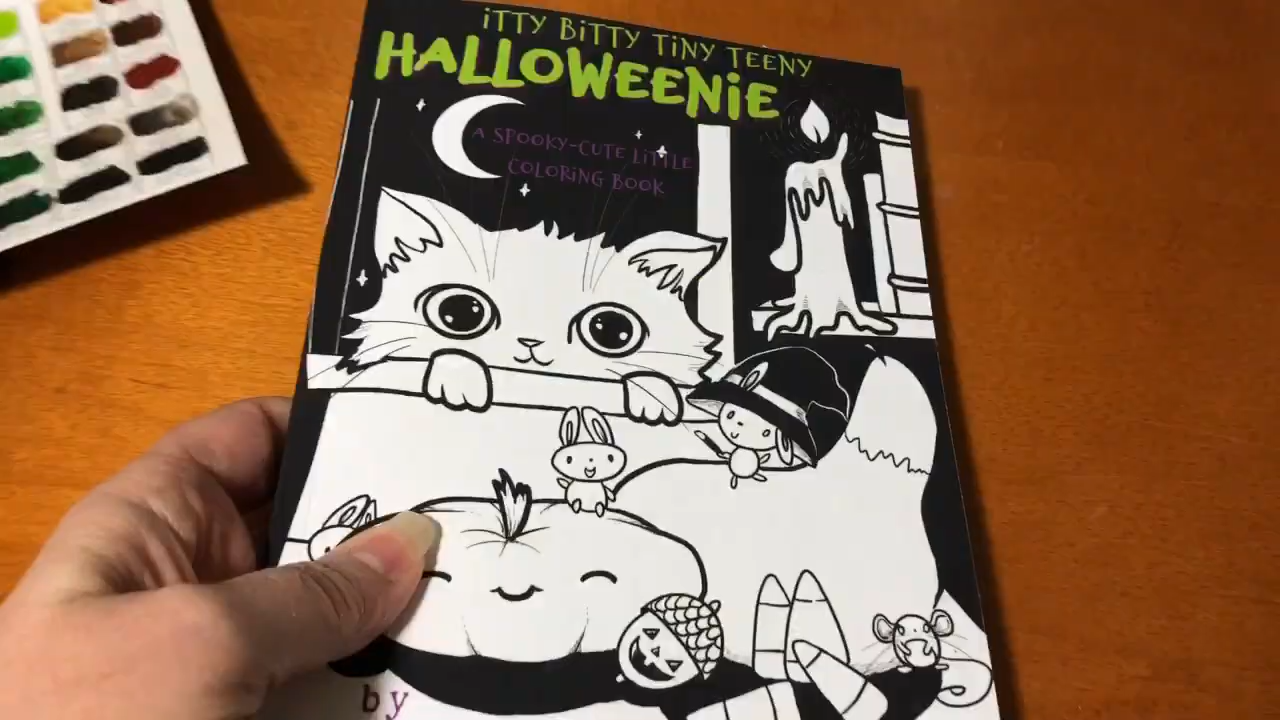 iTTY BiTTY TiNY TEENY
HALLOWEENiE
A SPOOKY-CUTE LiTTLE
COLORiNG BOOK
by